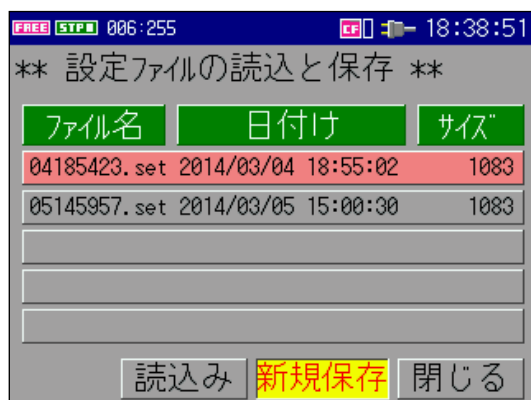 FREE STP 006:255 CF 18:38:51
** 設定ファイルの読込と保存 **
ファイル名 日付け サイズ
04185423.set 2014/03/04 18:55:02 1083
05145957.set 2014/03/05 15:00:30 1083
読込み 新規保存 閉じる